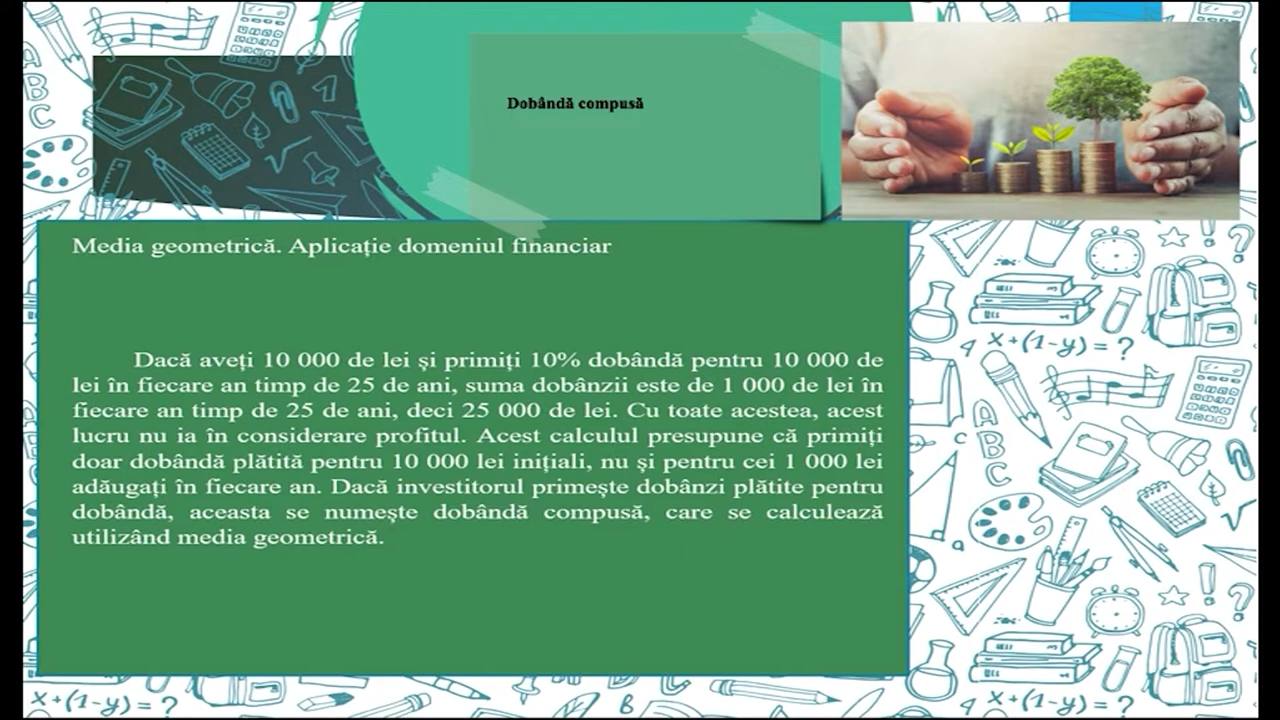 Dobândă compusă
Media geometrică. Aplicație domeniul financiar
Dacă aveți 10 000 de lei și primiți 10% dobândă pentru 10 000 de
lei în fiecare an timp de 25 de ani, suma dobânzii este de 1 000 de lei în
fiecare an timp de 25 de ani, deci 25 000 de lei. Cu toate acestea, acest
lucru nu ia în considerare profitul. Acest calculul presupune că primiți
doar dobândă plătită pentru 10 000 lei inițiali, nu și pentru cei 1 000 lei
adăugați în fiecare an. Dacă investitorul primește dobânzi plătite pentru
dobândă, aceasta se numește dobândă compusă, care se calculează
utilizând media geometrică.
A
B
C
x+(1-y)=?
A
B
C
x+(1-y)=?
x+(1-y)=?